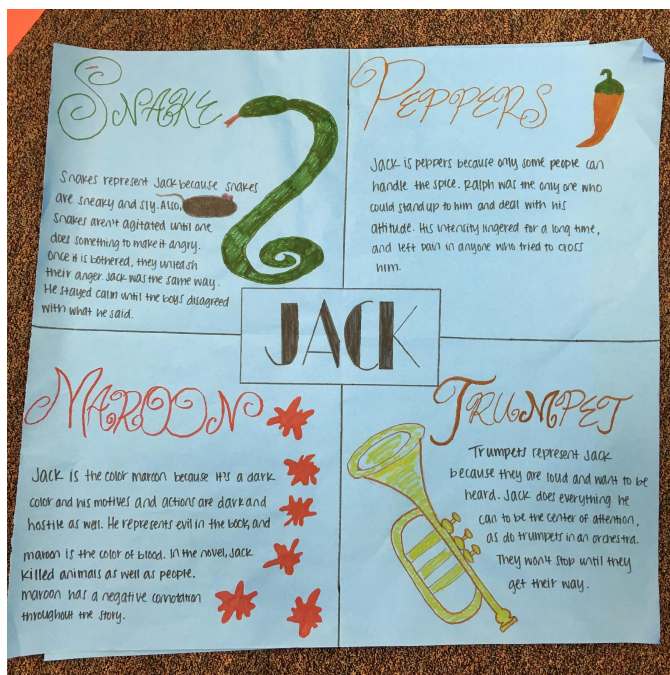 SNAKE
Snakes represent Jack because snakes
are sneaky and sly. Also,
snakes aren't agitated until one
does something to make it angry.
Once it is bothered, they unleash
their anger. Jack was the same way.
He stayed calm until the boys disagreed
with what he said.
PEPPERS
Jack is peppers because only some people can
handle the spice. Ralph was the only one who
could stand up to him and deal with his
attitude. His intensity lingered for a long time,
and left pain in anyone who tried to cross
him.
JACK
MAROON
Jack is the color maroon because it's a dark
color and his motives and actions are dark and
hostile as well. He represents evil in the book, and
maroon is the color of blood. In the novel, Jack
killed animals as well as people.
maroon has a negative connotation
throughout the story.
TRUMPET
Trumpets represent Jack
because they are loud and want to be
heard. Jack does everything he
can to be the center of attention,
as do trumpets in an orchestra.
They won't stop until they
get their way.